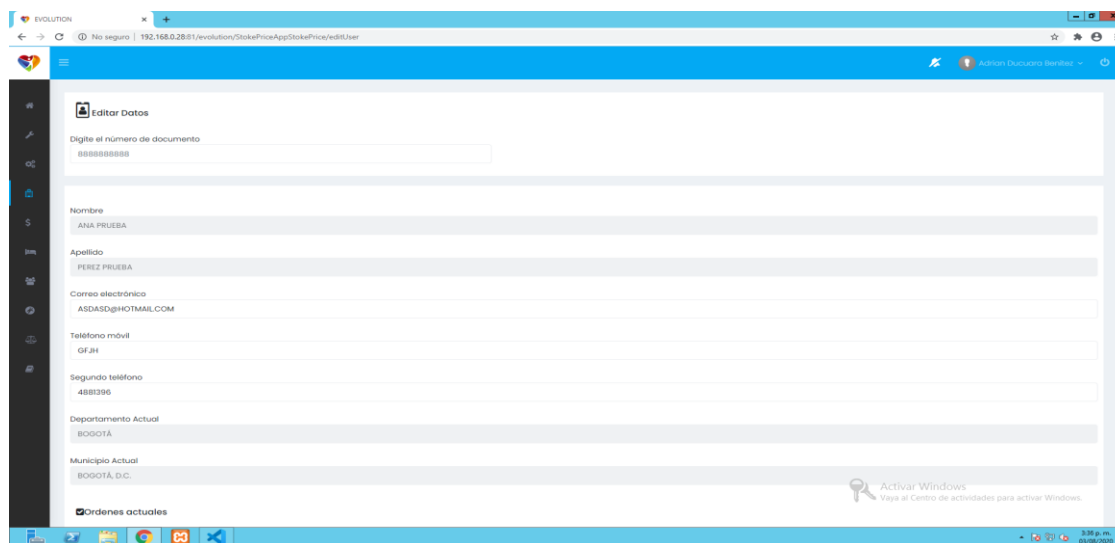 EVOLUTION
No seguro | 192.168.0.28:81/evolution/StokePriceAppStokePrice/editUser
Adrian Ducuara Benitez
Editar Datos
Digite el número de documento
8888888888
Nombre
ANA PRUEBA
Apellido
PEREZ PRUEBA
Correo electrónico
ASDASD@HOTMAIL.COM
Teléfono móvil
GFJH
Segundo teléfono
4881396
Departamento Actual
BOGOTÁ
Municipio Actual
BOGOTÁ, D.C.
Activar Windows
Vaya al Centro de actividades para activar Windows.
Ordenes actuales
3:36 p. m.
03/08/2020